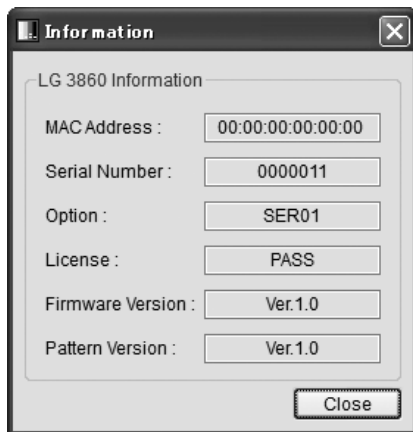 Information
LG 3860 Information
MAC Address : 00:00:00:00:00:00
Serial Number : 0000011
Option : SER01
License : PASS
Firmware Version : Ver.1.0
Pattern Version : Ver.1.0
Close